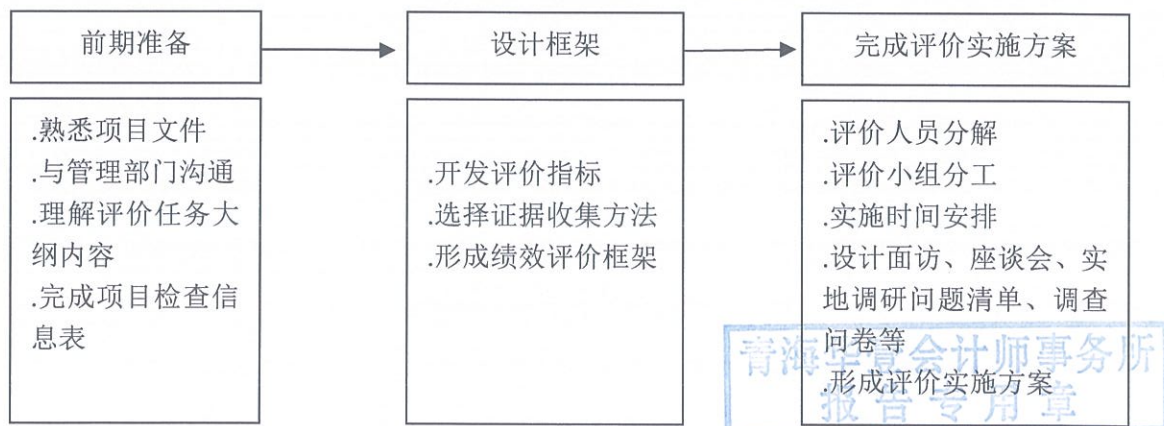 前期准备
设计框架
完成评价实施方案
.熟悉项目文件
.与管理部门沟通
.理解评价任务大
纲内容
.完成项目检查信
息表
.开发评价指标
.选择证据收集方法
.形成绩效评价框架
.评价人员分解
.评价小组分工
.实施时间安排
.设计面访、座谈会、实
地调研问题清单、调查
问卷等
.形成评价实施方案
青海华 会计师事务所
报告专用章